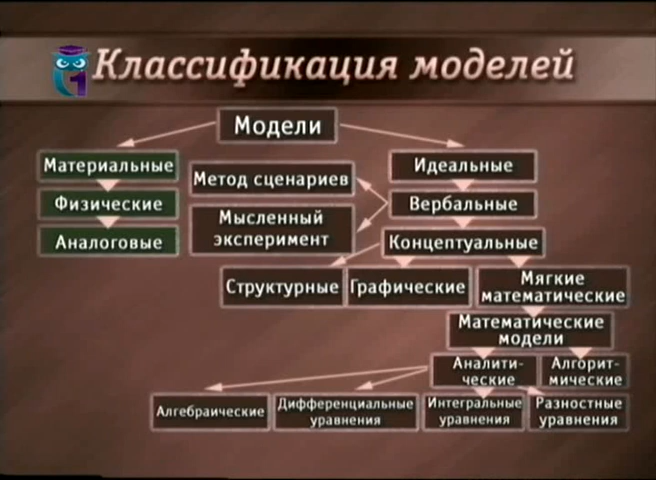 Классификация моделей
Модели
Материальные
Идеальные
Метод сценариев
Физические
Вербальные
Мысленный
эксперимент
Аналоговые
Концептуальные
Структурные
Графические
Мягкие
математические
Математические
модели
Аналити-
ческие
Алгорит-
мические
Алгебраические
Дифференциальные
уравнения
Интегральные
уравнения
Разностные
уравнения